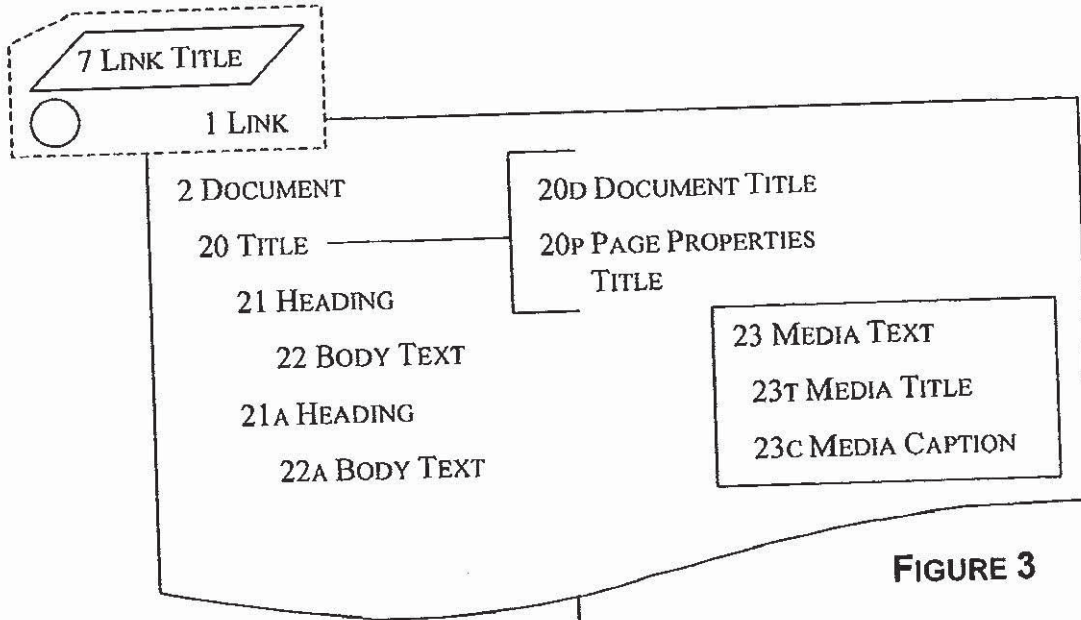 7 LINK TITLE
1 LINK
2 DOCUMENT
20 TITLE
21 HEADING
22 BODY TEXT
21A HEADING
22A BODY TEXT
20D DOCUMENT TITLE
20P PAGE PROPERTIES
TITLE
23 MEDIA TEXT
23T MEDIA TITLE
23C MEDIA CAPTION
FIGURE 3